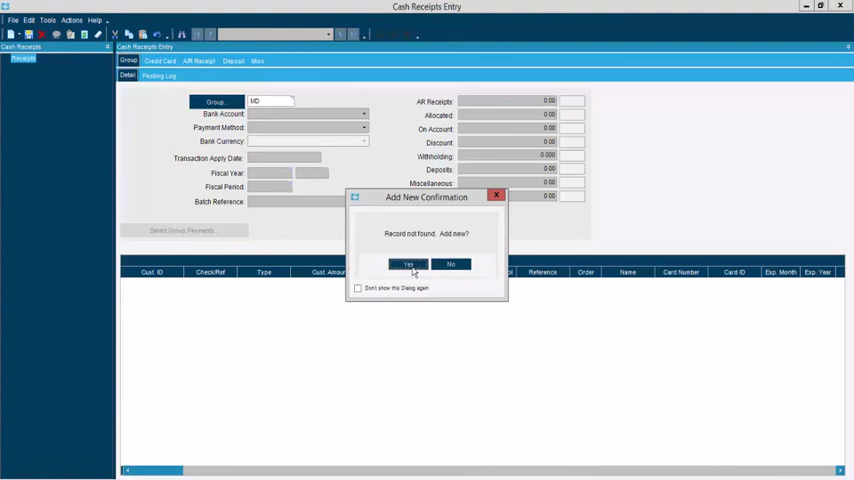 Cash Receipts Entry
File Edit Tools Actions Help
Cash Receipts
Cash Receipts Entry
Receipts
Group Credit Card A/R Receipt Deposit Misc
Detail Posting Log
Group... MD
Bank Account:
Payment Method:
Bank Currency:
Transaction Apply Date:
Fiscal Year:
Fiscal Period:
Batch Reference:
Select Group Payments...
AR Receipts: 0.00
Allocated: 0.00
On Account: 0.00
Discount: 0.00
Withholding: 0.000
Deposits: 0.00
Miscellaneous: 0.00
0.00
Add New Confirmation
Record not found. Add new?
Yes No
Don't show this Dialog again
Cust. ID Check/Ref Type Cust. Amou Reference Order Name Card Number Card ID Exp. Month Exp. Year